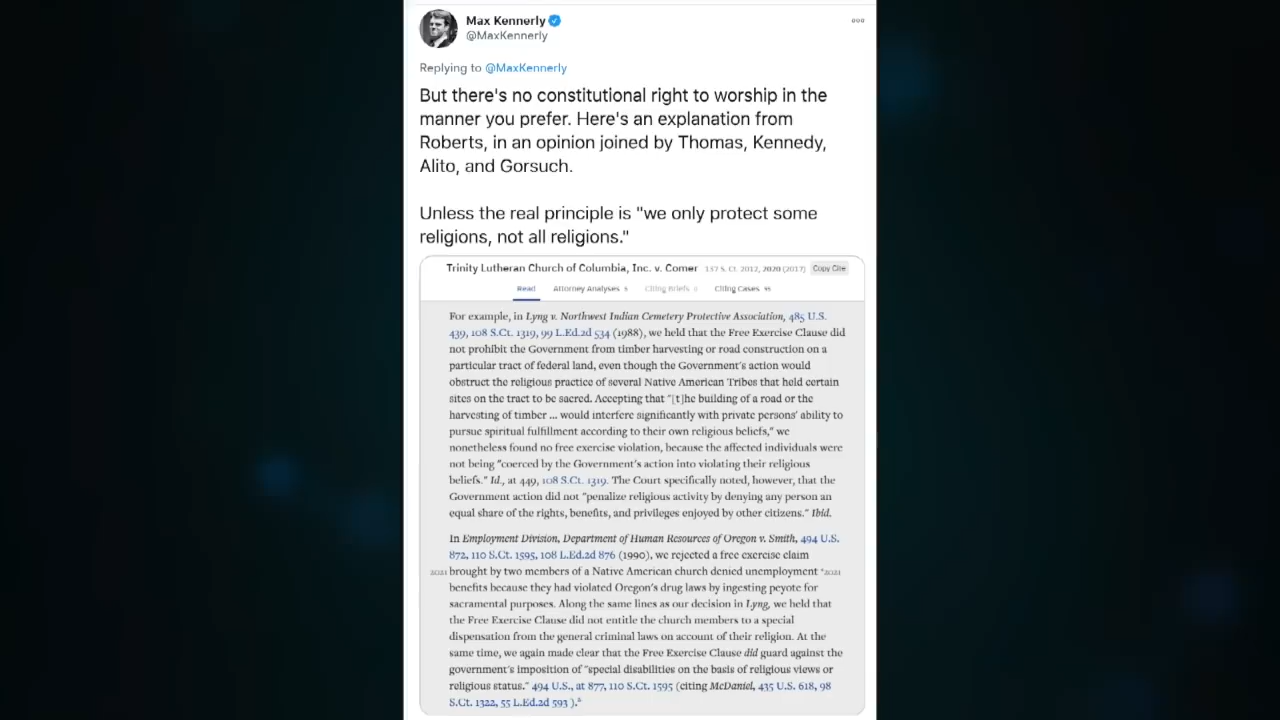 Max Kennerly
@MaxKennerly
Replying to @MaxKennerly
But there's no constitutional right to worship in the
manner you prefer. Here's an explanation from
Roberts, in an opinion joined by Thomas, Kennedy,
Alito, and Gorsuch.
Unless the real principle is "we only protect some
religions, not all religions."
Trinity Lutheran Church of Columbia, Inc. v. Comer 137 S. Ct. 2012, 2020 (2017) Copy Cite
Read Attorney Analyses 5 Citing Briefs 0 Citing Cases
For example, in Lyng v. Northwest Indian Cemetery Protective Association, 485 U.S.
439, 108 S.Ct. 1319, 99 L.Ed.2d 534 (1988), we held that the Free Exercise Clause did
not prohibit the Government from timber harvesting or road construction on a
particular tract of federal land, even though the Government's action would
obstruct the religious practice of several Native American Tribes that held certain
sites on the tract to be sacred. Accepting that "[t]he building of a road or the
harvesting of timber ... would interfere significantly with private persons' ability to
pursue spiritual fulfillment according to their own religious beliefs," we
nonetheless found no free exercise violation, because the affected individuals were
not being "coerced by the Government's action into violating their religious
beliefs." Id., at 449, 108 S.Ct. 1319. The Court specifically noted, however, that the
Government action did not "penalize religious activity by denying any person an
equal share of the rights, benefits, and privileges enjoyed by other citizens." Ibid.
In Employment Division, Department of Human Resources of Oregon v. Smith, 494 U.S.
872, 110 S.Ct. 1595, 108 L.Ed.2d 876 (1990), we rejected a free exercise claim
2021 brought by two members of a Native American church denied unemployment *2021
benefits because they had violated Oregon's drug laws by ingesting peyote for
sacramental purposes. Along the same lines as our decision in Lyng, we held that
the Free Exercise Clause did not entitle the church members to a special
dispensation from the general criminal laws on account of their religion. At the
same time, we again made clear that the Free Exercise Clause did guard against the
government's imposition of "special disabilities on the basis of religious views or
religious status." 494 U.S., at 877, 110 S.Ct. 1595 (citing McDaniel, 435 U.S. 618, 98
S.Ct. 1322, 55 L.Ed.2d 593 ).